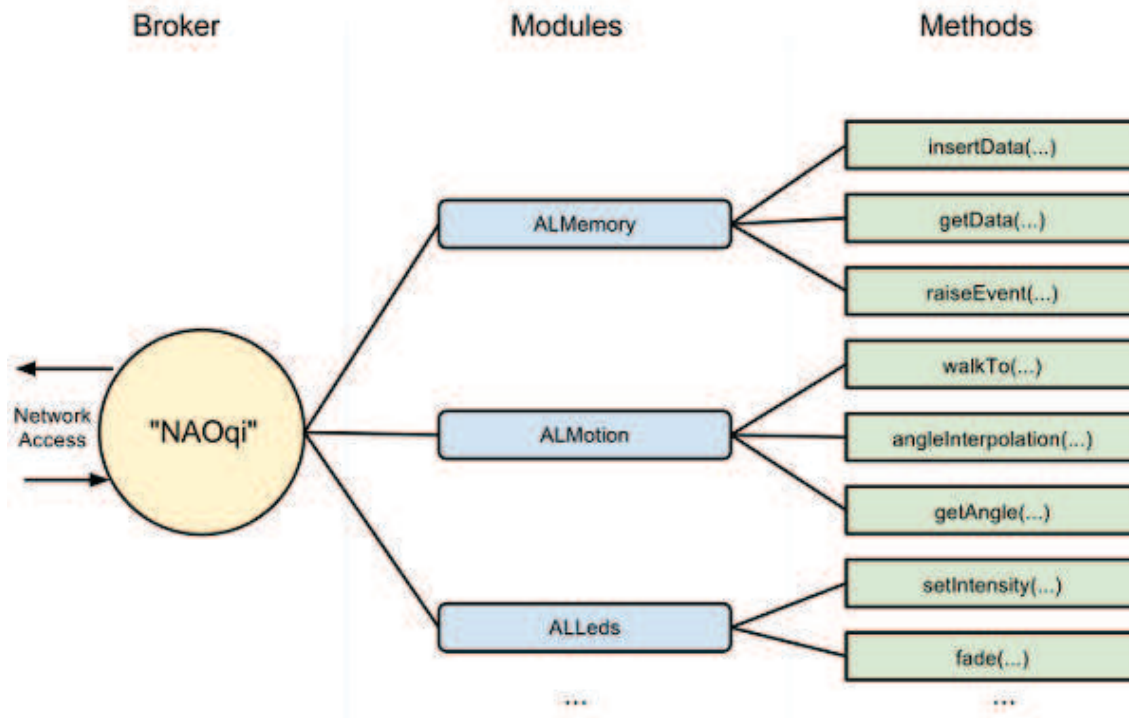 Broker
Modules
Methods
insertData(...)
ALMemory
getData(...)
raiseEvent(...)
walkTo(...)
Network
Access
"NAOqi"
ALMotion
angleInterpolation(...)
getAngle(...)
setIntensity(...)
ALLeds
fade(...)
...
...